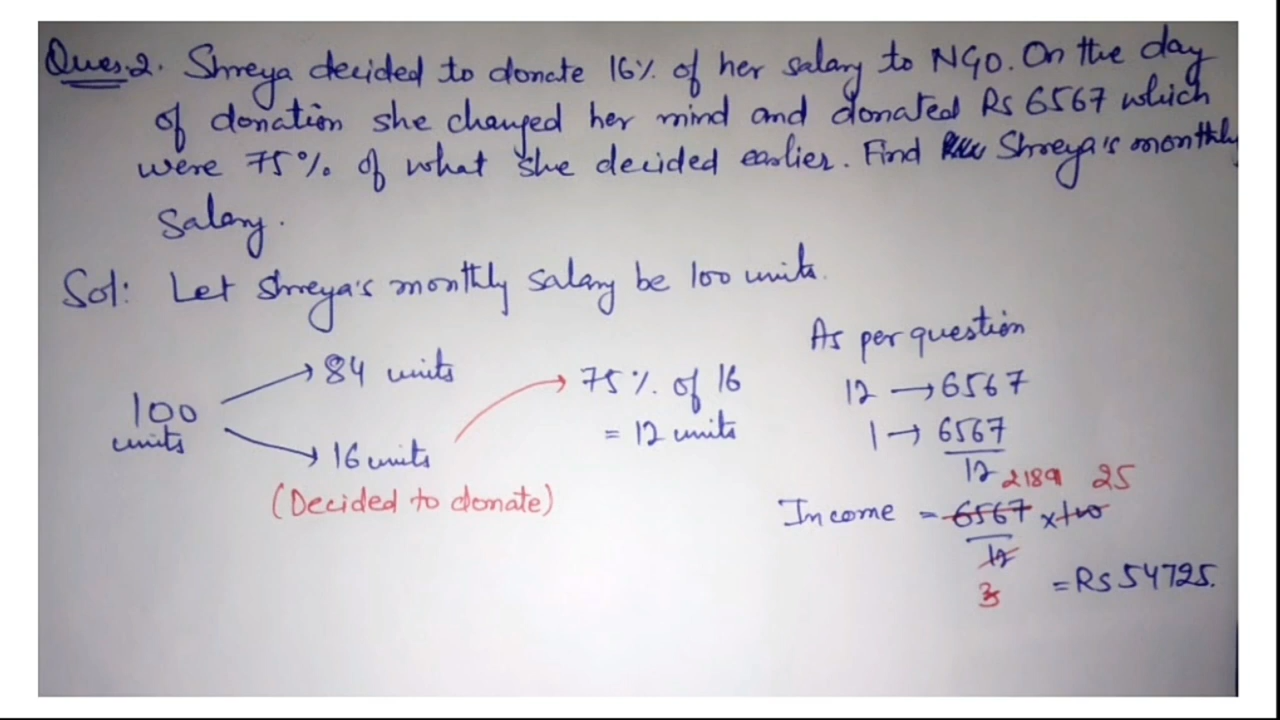 Ques.2. Shreya decided to donate 16% of her salary to NGO. On the day
of donation she changed her mind and donated Rs 6567 which
were 75% of what she decided earlier. Find Shreya's monthly
salary.
Sol: Let Shreya's monthly salary be 100 units.
As per question
84 units
75% of 16
12 → 6567
100
units
= 12 units
1 → 6567
12
16 units
(Decided to donate)
2189 25
Income = 6567 x 100
12
3
= Rs 54725.